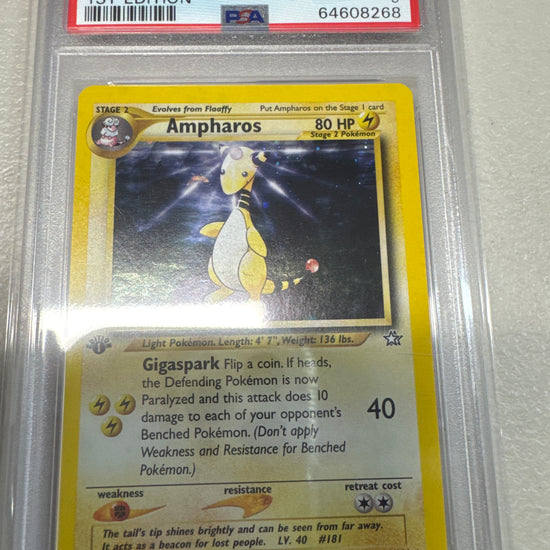 1ST EDITION
PSA
64608268
STAGE 2 Evolves from Flaaffy Put Ampharos on the Stage 1 card
Ampharos 80 HP
Stage 2 Pokémon
Light Pokémon. Length: 4' 7", Weight: 136 lbs.
Gigaspark Flip a coin. If heads,
the Defending Pokémon is now
Paralyzed and this attack does 10
damage to each of your opponent's
Benched Pokémon. (Don't apply
Weakness and Resistance for Benched
Pokémon.)
40
weakness resistance retreat cost
The tail's tip shines brightly and can be seen from far away.
It acts as a beacon for lost people. LV. 40 #181